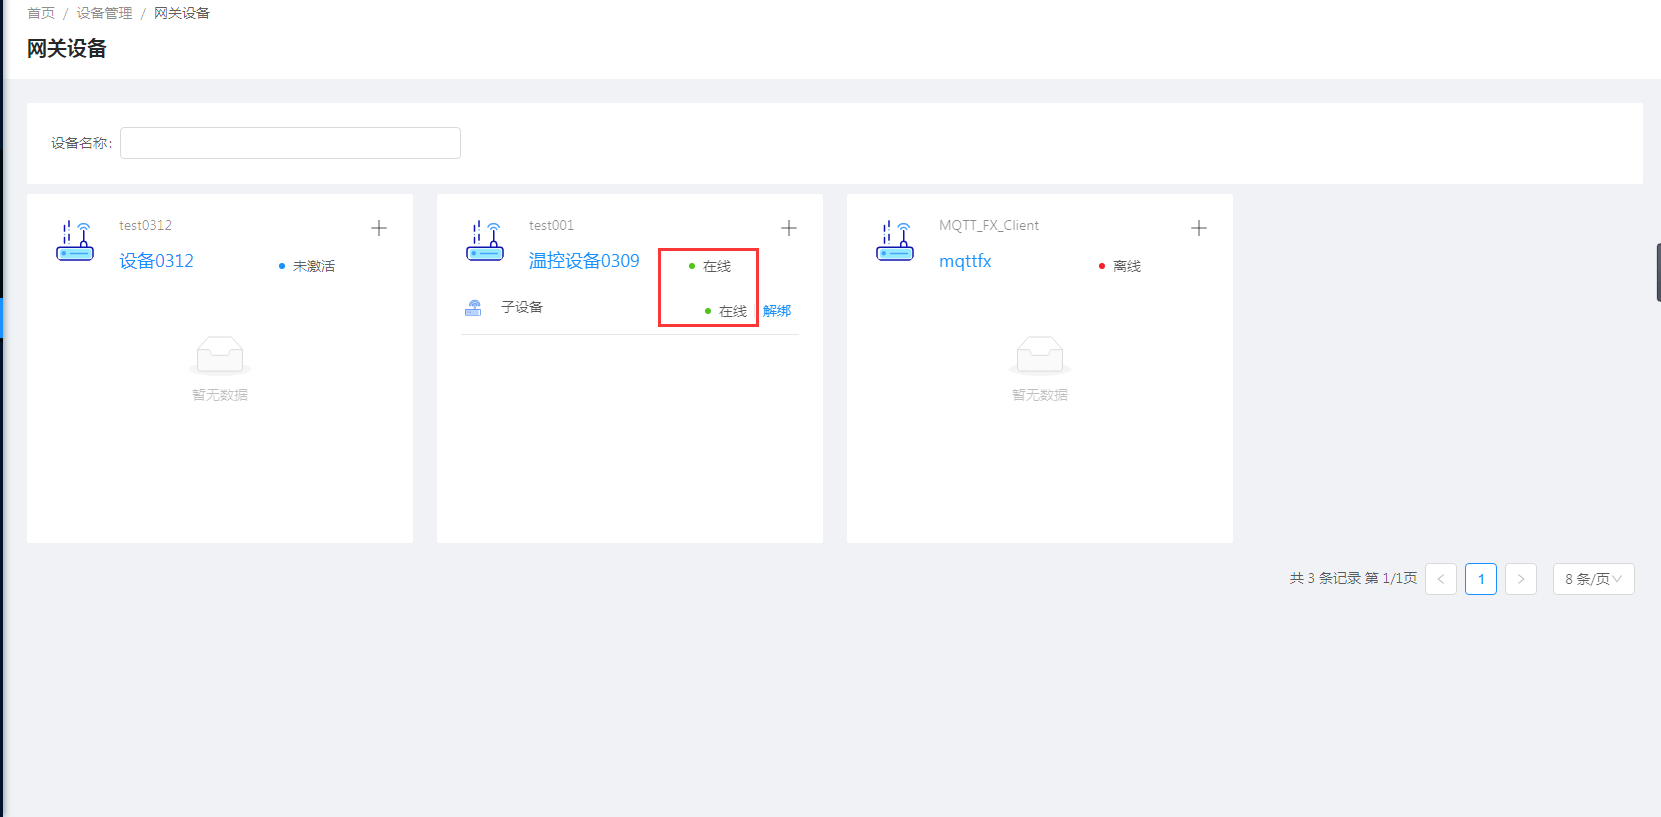 首页 / 设备管理 / 网关设备
网关设备
设备名称:
test0312
设备0312
未激活
暂无数据
test001
温控设备0309
在线
子设备
在线
解绑
MQTT_FX_Client
mqttfx
离线
暂无数据
共 3 条记录 第 1/1页 < 1 > 8 条/页